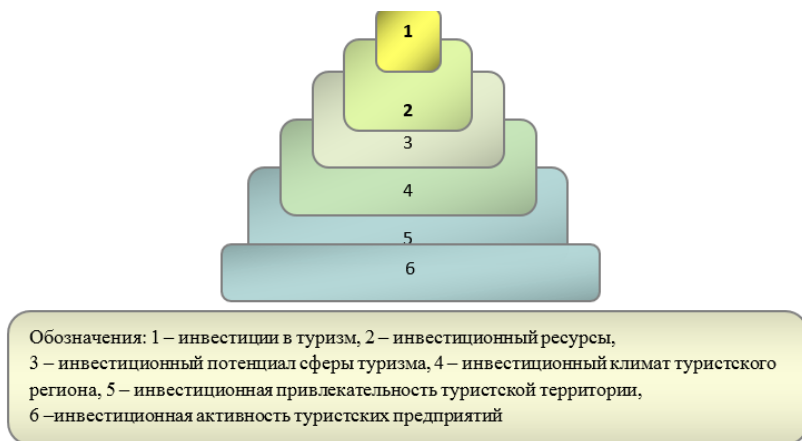 1
2
3
4
5
6
Обозначения: 1 – инвестиции в туризм, 2 – инвестиционный ресурсы,
3 – инвестиционный потенциал сферы туризма, 4 – инвестиционный климат туристского
региона, 5 – инвестиционная привлекательность туристской территории,
6 –инвестиционная активность туристских предприятий